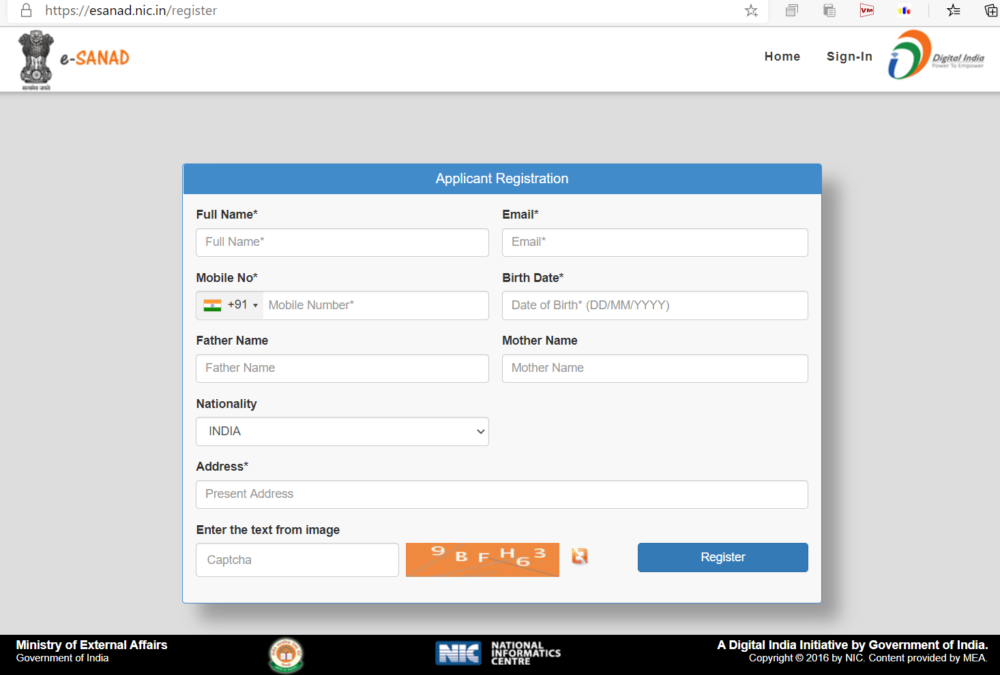 https://esanad.nic.in/register
VM
सत्यमेव जयते
e-SANAD
Home
Sign-In
Digital India
Power To Empower
Applicant Registration
Full Name*
Email*
Full Name*
Email*
Mobile No*
Birth Date*
+91
Mobile Number*
Date of Birth* (DD/MM/YYYY)
Father Name
Mother Name
Father Name
Mother Name
Nationality
INDIA
Address*
Present Address
Enter the text from image
Captcha
9BFH63
Register
Ministry of External Affairs
Government of India
NIC
NATIONAL
INFORMATICS
CENTRE
A Digital India Initiative by Government of India.
Copyright © 2016 by NIC. Content provided by MEA.